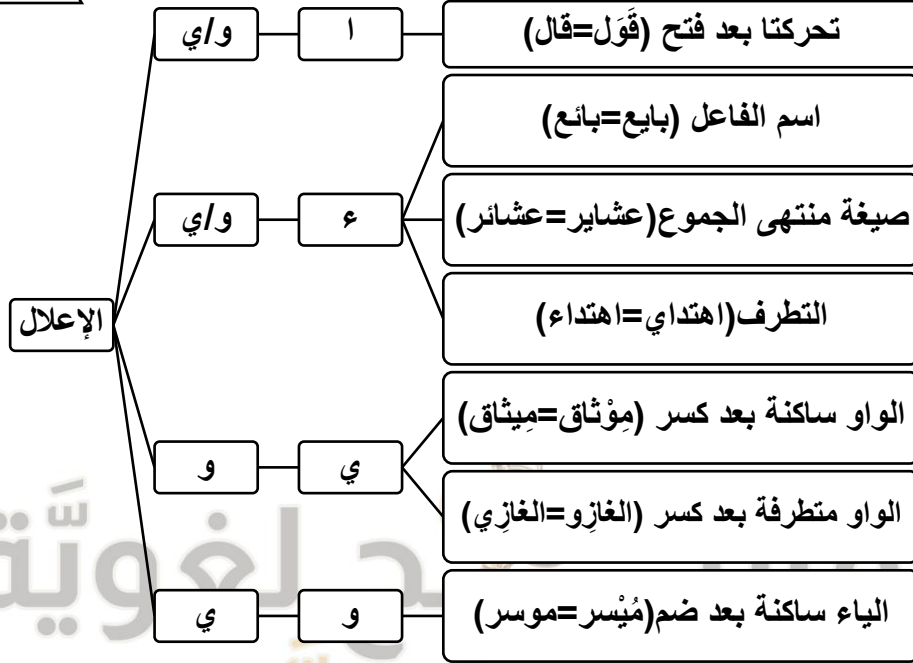 الإعلال
و/ي
ا
تحركتا بعد فتح (قَوَل=قال)
و/ي
ء
اسم الفاعل (بايع=بائع)
صيغة منتهى الجموع(عشاير=عشائر)
التطرف(اهتداي=اهتداء)
و
ي
الواو ساكنة بعد كسر (مِوْثاق=مِيثاق)
الواو متطرفة بعد كسر (الغازِو=الغازِي)
ي
و
الياء ساكنة بعد ضم(مُيْسر=موسر)
لغويَّة